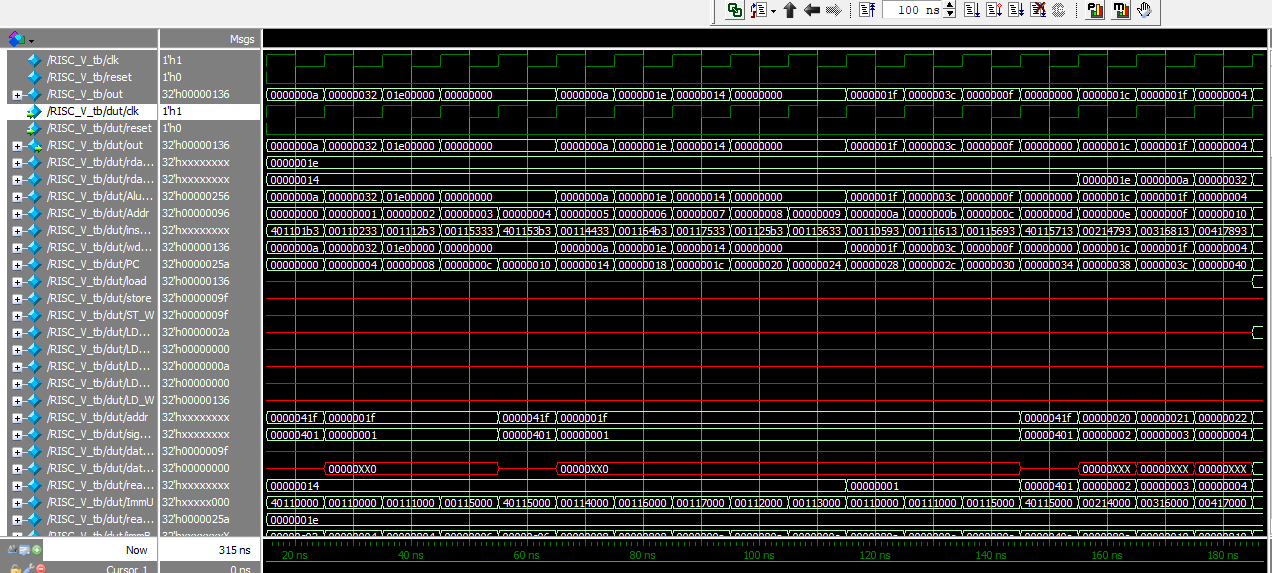 100 ns
Msgs
/RISC_V_tb/clk 1'h1
/RISC_V_tb/reset 1'h0
/RISC_V_tb/out 32'h00000136 0000000a 00000032 01e00000 00000000 0000000a 0000001e 00000014 00000000 0000001f 0000003c 0000000f 00000000 0000001c 0000001f 00000004
/RISC_V_tb/dut/clk 1'h1
/RISC_V_tb/dut/reset 1'h0
/RISC_V_tb/dut/out 32'h00000136 0000000a 00000032 01e00000 00000000 0000000a 0000001e 00000014 00000000 0000001f 0000003c 0000000f 00000000 0000001c 0000001f 00000004
/RISC_V_tb/dut/rda... 32'hxxxxxxxx 0000001e
/RISC_V_tb/dut/rda... 32'hxxxxxxxx 00000014 0000001e 0000000a 00000032
/RISC_V_tb/dut/Alu... 32'h00000256 0000000a 00000032 01e00000 00000000 0000000a 0000001e 00000014 00000000 0000001f 0000003c 0000000f 00000000 0000001c 0000001f 00000004
/RISC_V_tb/dut/Addr 32'h00000096 00000000 00000001 00000002 00000003 00000004 00000005 00000006 00000007 00000008 00000009 0000000a 0000000b 0000000c 0000000d 0000000e 0000000f 00000010
/RISC_V_tb/dut/ins... 32'hxxxxxxxx 401101b3 00110233 001112b3 00115333 401153b3 00114433 001164b3 00117533 001125b3 00113633 00110593 00111613 00115693 40115713 00214793 00316813 00417893
/RISC_V_tb/dut/wd... 32'h00000136 0000000a 00000032 01e00000 00000000 0000000a 0000001e 00000014 00000000 0000001f 0000003c 0000000f 00000000 0000001c 0000001f 00000004
/RISC_V_tb/dut/PC 32'h0000025a 00000000 00000004 00000008 0000000c 00000010 00000014 00000018 0000001c 00000020 00000024 00000028 0000002c 00000030 00000034 00000038 0000003c 00000040
/RISC_V_tb/dut/load 32'h00000136
/RISC_V_tb/dut/store 32'h0000009f
/RISC_V_tb/dut/ST_W 32'h0000009f
/RISC_V_tb/dut/LD... 32'h0000002a
/RISC_V_tb/dut/LD... 32'h00000000
/RISC_V_tb/dut/LD... 32'h0000000a
/RISC_V_tb/dut/LD... 32'h00000000
/RISC_V_tb/dut/LD_W 32'h00000136
/RISC_V_tb/dut/addr 32'hxxxxxxxx 0000041f 0000001f 0000041f 0000001f 0000041f 00000020 00000021 00000022
/RISC_V_tb/dut/sig... 32'hxxxxxxxx 00000401 00000001 00000401 00000001 00000401 00000002 00000003 00000004
/RISC_V_tb/dut/dat... 32'h0000009f
/RISC_V_tb/dut/dat... 32'h00000000 00000XX0 00000XX0 00000XXX 00000XXX 00000XXX
/RISC_V_tb/dut/rea... 32'hxxxxxxxx 00000014 00000001 00000401 00000002 00000003 00000004
/RISC_V_tb/dut/ImmU 32'hxxxxx000 40110000 00110000 00111000 00115000 40115000 00114000 00116000 00117000 00112000 00113000 00110000 00111000 00115000 40115000 00214000 00316000 00417000
/RISC_V_tb/dut/rea... 32'h0000025a 0000001e
Now 315 ns 20 ns 40 ns 60 ns 80 ns 100 ns 120 ns 140 ns 160 ns 180 ns
Cursor 1 0 ns